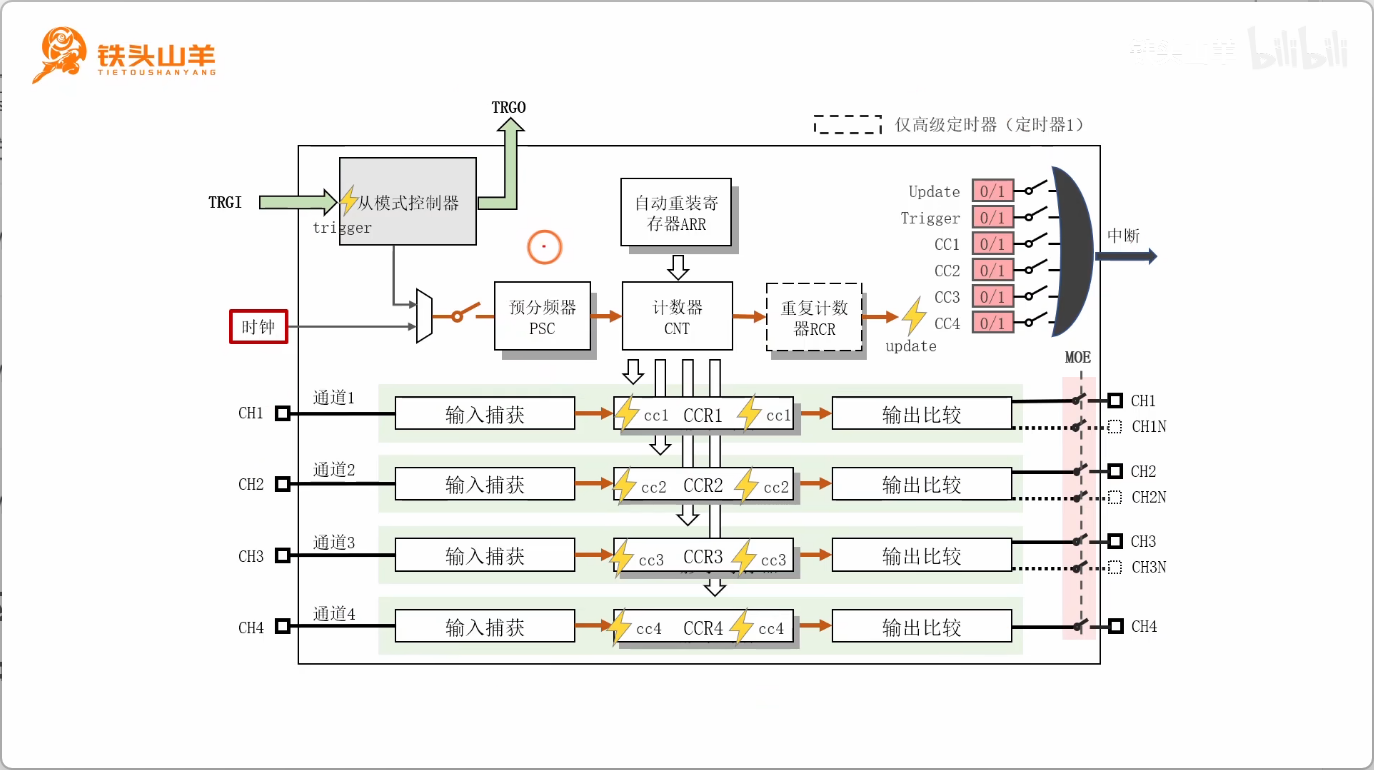 铁头山羊
TIETOUSHANYANG
bilibili
TRGO
仅高级定时器（定时器1）
TRGI
从模式控制器
trigger
自动重装寄
存器ARR
Update 0/1
Trigger 0/1
CC1 0/1
CC2 0/1
CC3 0/1
CC4 0/1
中断
时钟
预分频器
PSC
计数器
CNT
重复计数
器RCR
update
MOE
CH1 通道1 输入捕获 cc1 CCR1 cc1 输出比较 CH1
CH1N
CH2 通道2 输入捕获 cc2 CCR2 cc2 输出比较 CH2
CH2N
CH3 通道3 输入捕获 cc3 CCR3 cc3 输出比较 CH3
CH3N
CH4 通道4 输入捕获 cc4 CCR4 cc4 输出比较 CH4